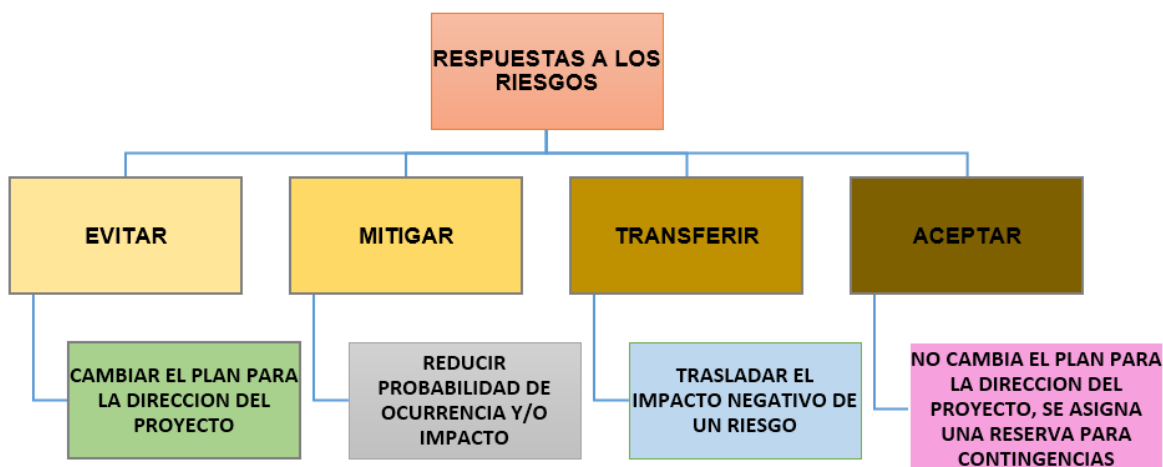 RESPUESTAS A LOS
RIESGOS
EVITAR
MITIGAR
TRANSFERIR
ACEPTAR
CAMBIAR EL PLAN PARA
LA DIRECCION DEL
PROYECTO
REDUCIR
PROBABILIDAD DE
OCURRENCIA Y/O
IMPACTO
TRASLADAR EL
IMPACTO NEGATIVO DE
UN RIESGO
NO CAMBIA EL PLAN PARA
LA DIRECCION DEL
PROYECTO, SE ASIGNA
UNA RESERVA PARA
CONTINGENCIAS